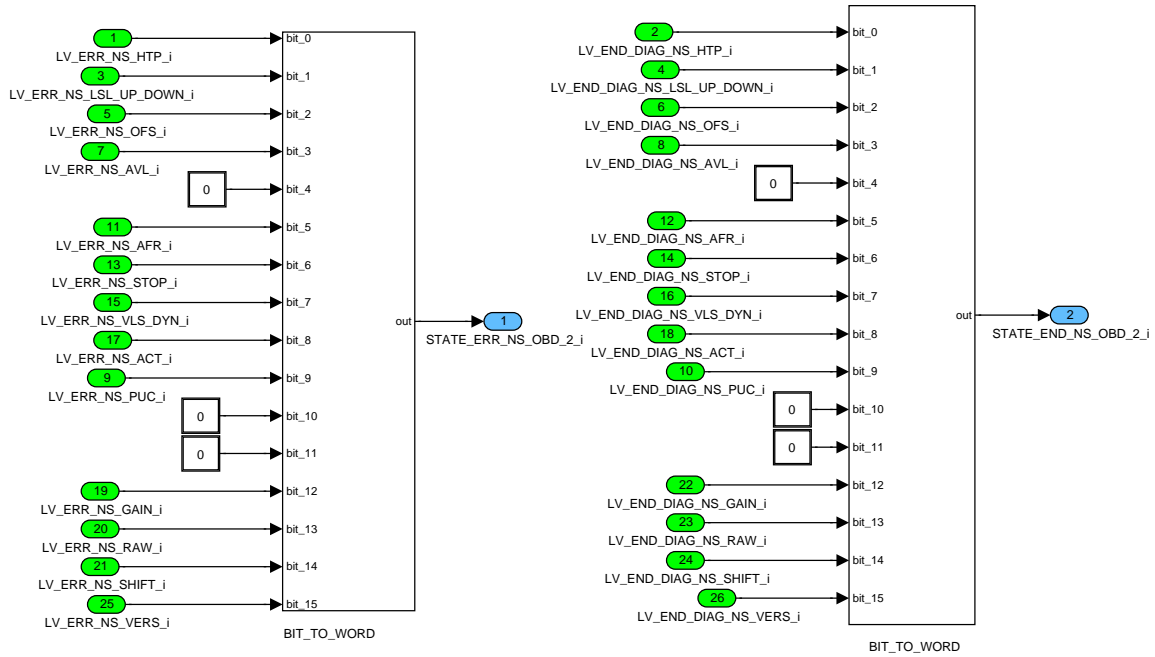 1
bit_0
LV_ERR_NS_HTP_i
3
bit_1
LV_ERR_NS_LSL_UP_DOWN_i
5
bit_2
LV_ERR_NS_OFS_i
7
bit_3
LV_ERR_NS_AVL_i
0
bit_4
11
bit_5
LV_ERR_NS_AFR_i
13
bit_6
LV_ERR_NS_STOP_i
15
bit_7
LV_ERR_NS_VLS_DYN_i
17
bit_8
LV_ERR_NS_ACT_i
9
bit_9
LV_ERR_NS_PUC_i
0
bit_10
0
bit_11
19
bit_12
LV_ERR_NS_GAIN_i
20
bit_13
LV_ERR_NS_RAW_i
21
bit_14
LV_ERR_NS_SHIFT_i
25
bit_15
LV_ERR_NS_VERS_i
out
1
STATE_ERR_NS_OBD_2_i
BIT_TO_WORD
2
bit_0
LV_END_DIAG_NS_HTP_i
4
bit_1
LV_END_DIAG_NS_LSL_UP_DOWN_i
6
bit_2
LV_END_DIAG_NS_OFS_i
8
bit_3
LV_END_DIAG_NS_AVL_i
0
bit_4
12
bit_5
LV_END_DIAG_NS_AFR_i
14
bit_6
LV_END_DIAG_NS_STOP_i
16
bit_7
LV_END_DIAG_NS_VLS_DYN_i
18
bit_8
LV_END_DIAG_NS_ACT_i
10
bit_9
LV_END_DIAG_NS_PUC_i
0
bit_10
0
bit_11
22
bit_12
LV_END_DIAG_NS_GAIN_i
23
bit_13
LV_END_DIAG_NS_RAW_i
24
bit_14
LV_END_DIAG_NS_SHIFT_i
26
bit_15
LV_END_DIAG_NS_VERS_i
out
2
STATE_END_NS_OBD_2_i
BIT_TO_WORD